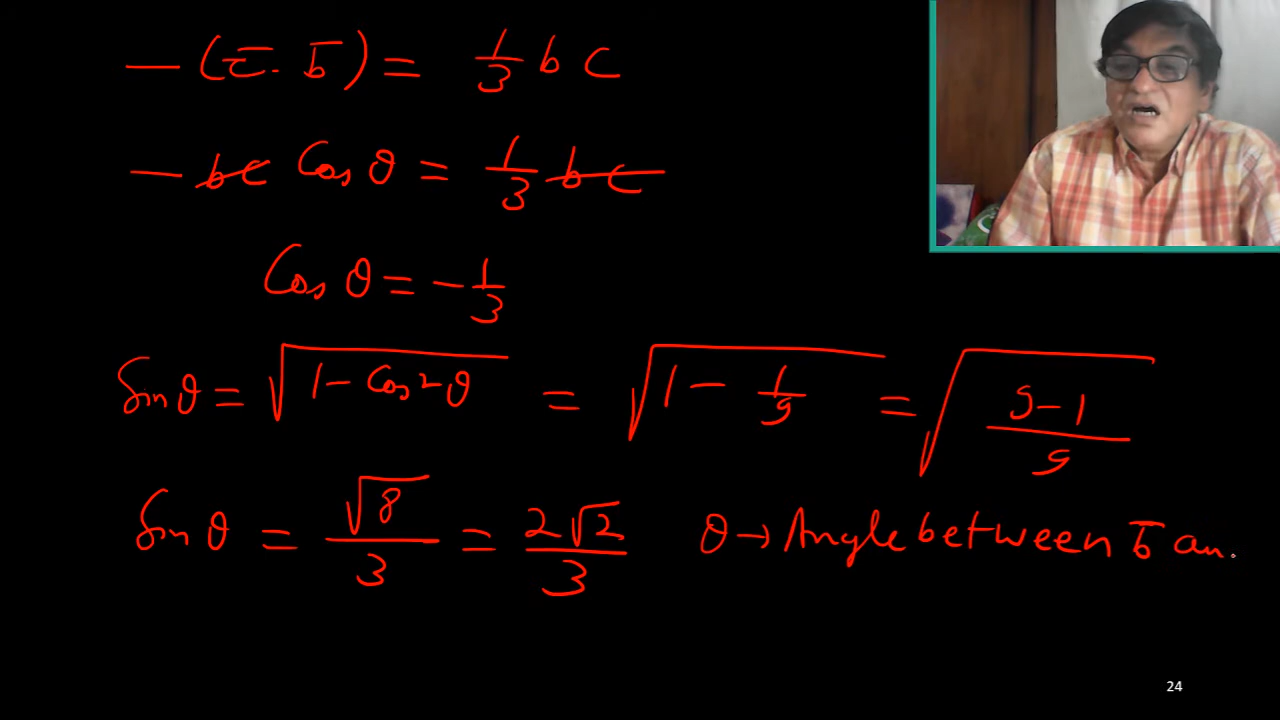 — (c̅. b̅) = 1/3 b c
— bc Cos θ = 1/3 bc
Cos θ = - 1/3
Sin θ = √(1 - Cos²θ) = √(1 - 1/9) = √((9-1)/9)
Sin θ = √8/3 = 2√2/3 θ → Angle between b̅ an.
24